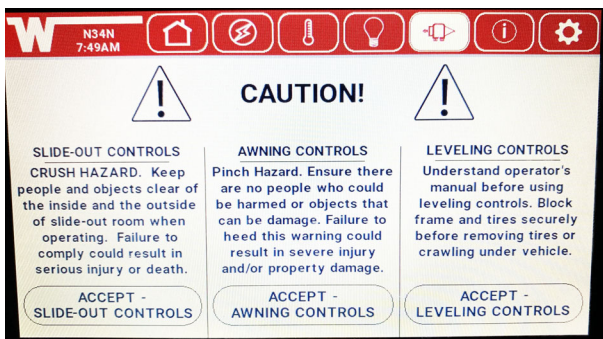 W
N34N
7:49AM
CAUTION!
SLIDE-OUT CONTROLS
CRUSH HAZARD. Keep
people and objects clear of
the inside and the outside
of slide-out room when
operating. Failure to
comply could result in
serious injury or death.
ACCEPT -
SLIDE-OUT CONTROLS
AWNING CONTROLS
Pinch Hazard. Ensure there
are no people who could
be harmed or objects that
can be damage. Failure to
heed this warning could
result in severe injury
and/or property damage.
ACCEPT -
AWNING CONTROLS
LEVELING CONTROLS
Understand operator's
manual before using
leveling controls. Block
frame and tires securely
before removing tires or
crawling under vehicle.
ACCEPT -
LEVELING CONTROLS